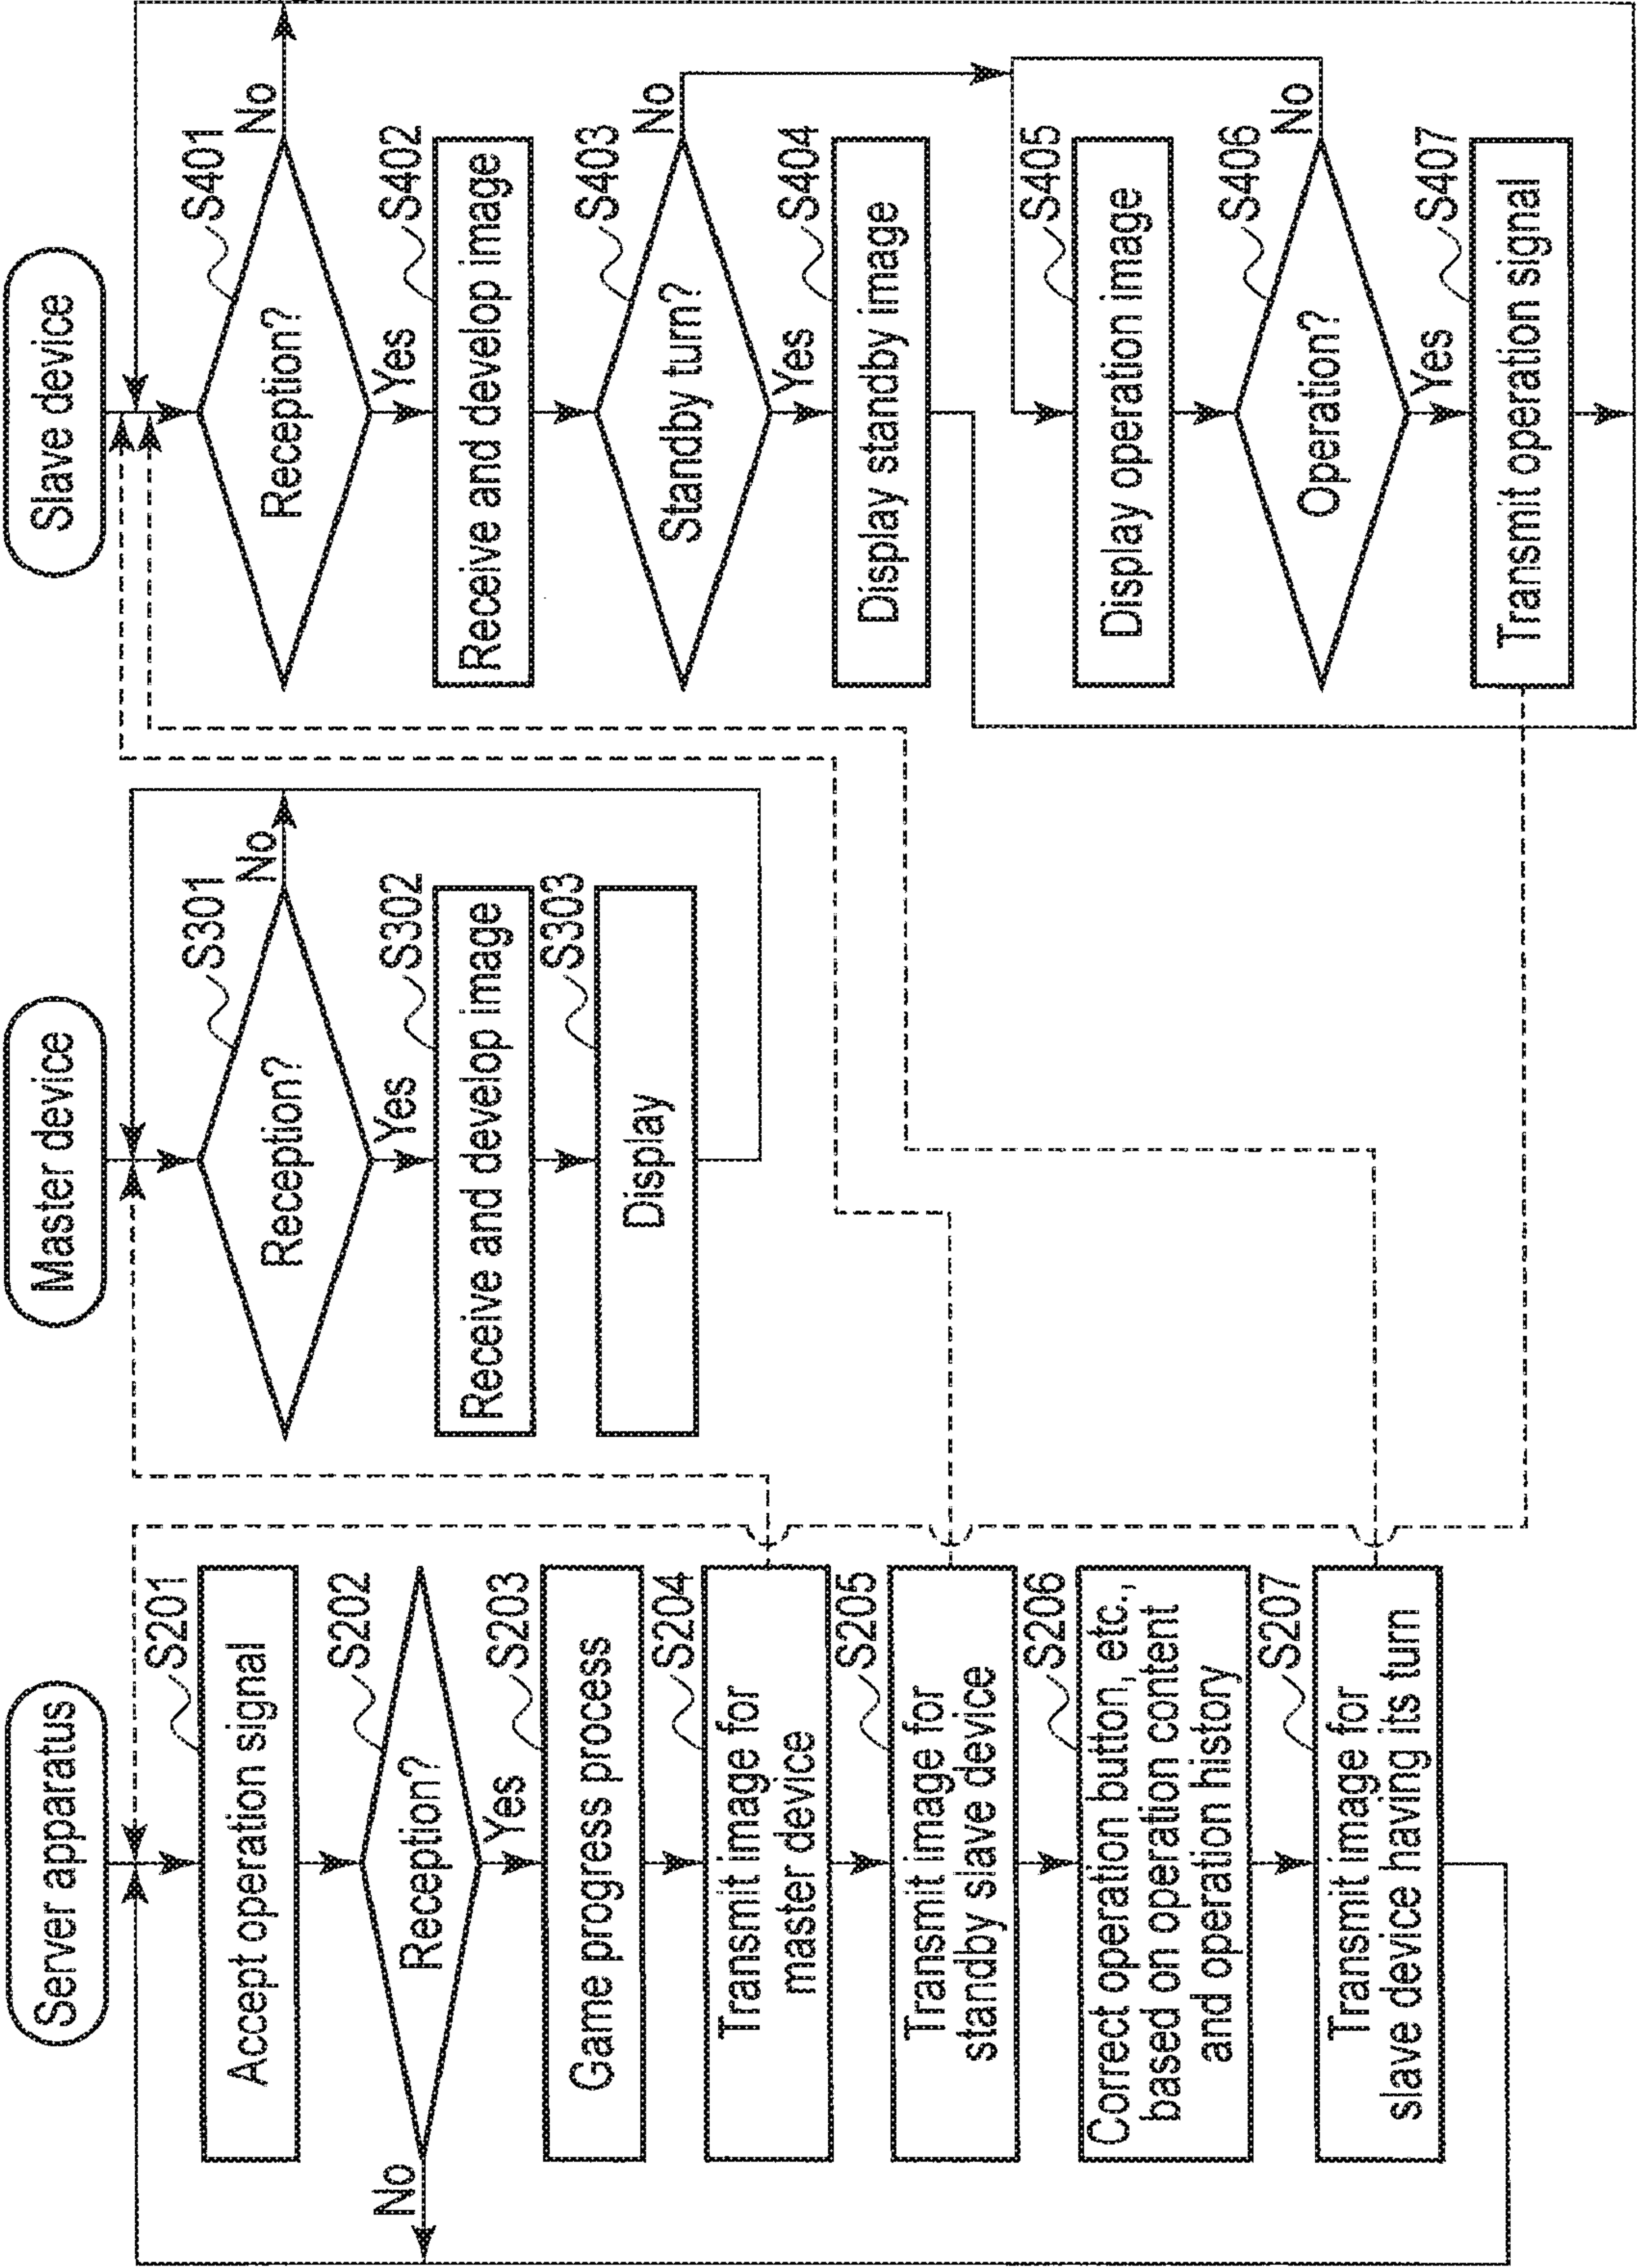 Server apparatus
S201
Accept operation signal
S202
Reception?
No
Yes
S203
Game progress process
S204
Transmit image for
master device
S205
Transmit image for
standby slave device
S206
Correct operation button, etc.,
based on operation content
and operation history
S207
Transmit image for
slave device having its turn
Master device
S301
Reception?
No
Yes
S302
Receive and develop image
S303
Display
Slave device
S401
Reception?
No
Yes
S402
Receive and develop image
S403
Standby turn?
No
Yes
S404
Display standby image
S405
Display operation image
S406
Operation?
No
Yes
S407
Transmit operation signal